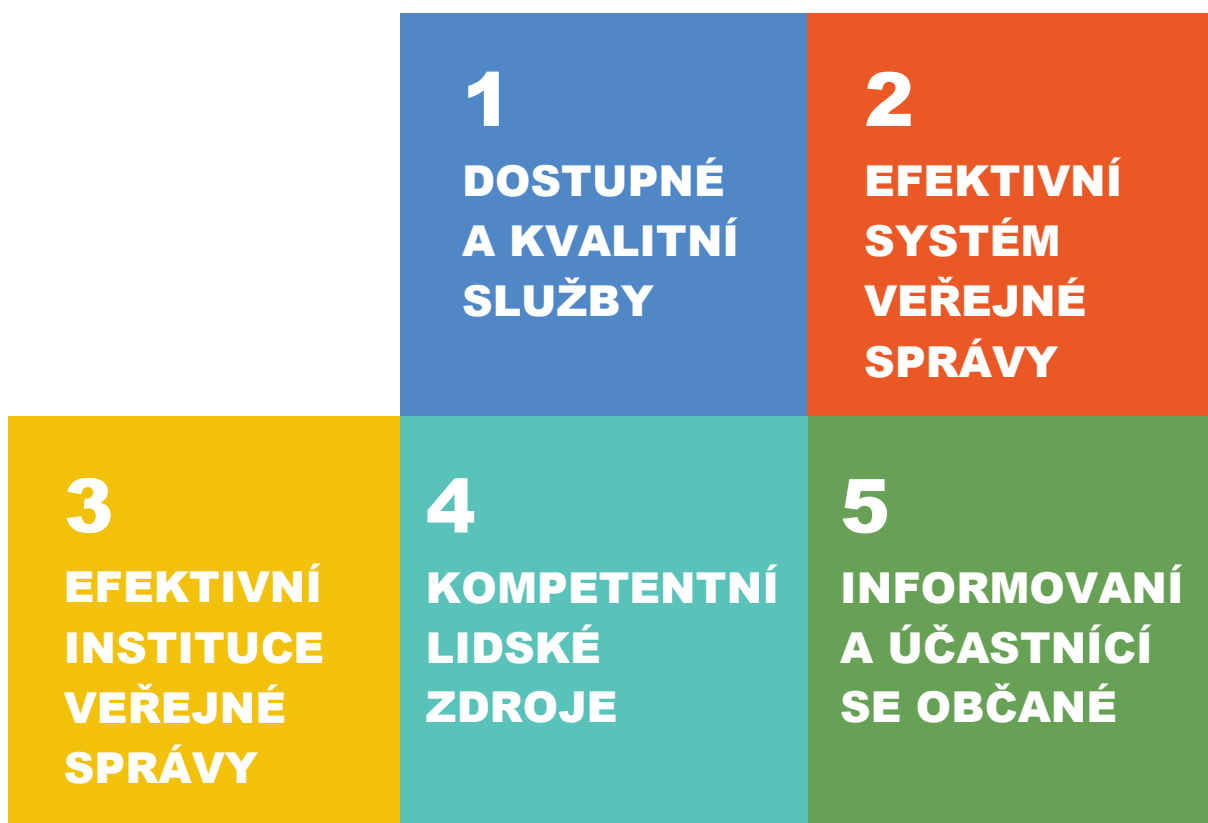 1
DOSTUPNÉ
A KVALITNÍ
SLUŽBY
2
EFEKTIVNÍ
SYSTÉM
VEŘEJNÉ
SPRÁVY
3
EFEKTIVNÍ
INSTITUCE
VEŘEJNÉ
SPRÁVY
4
KOMPETENTNÍ
LIDSKÉ
ZDROJE
5
INFORMOVANÍ
A ÚČASTNÍCÍ
SE OBČANÉ